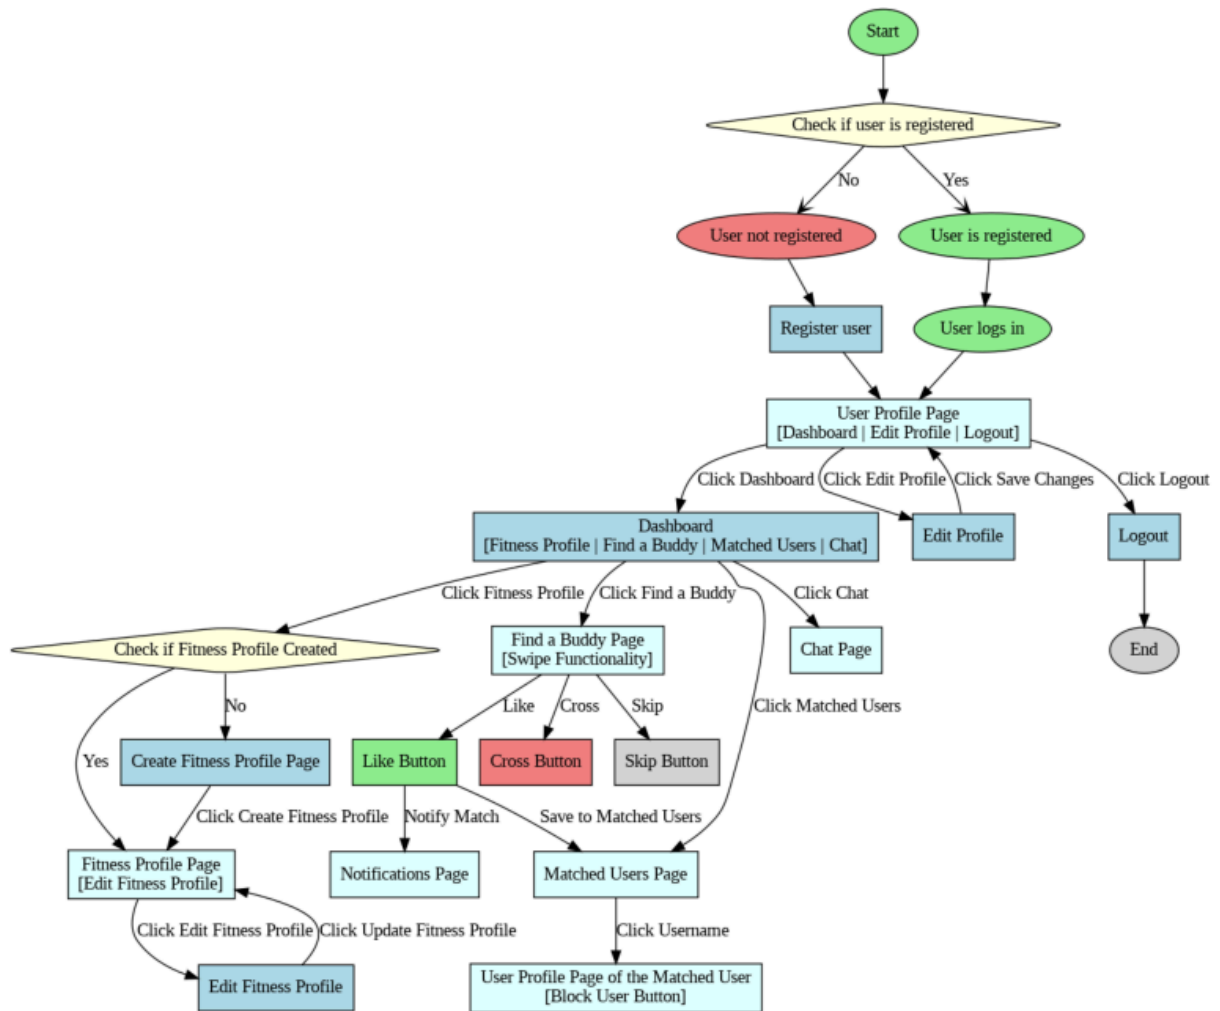 Start
Check if user is registered
No
Yes
User not registered
User is registered
Register user
User logs in
User Profile Page
[Dashboard | Edit Profile | Logout]
Click Dashboard
Click Edit Profile
Click Save Changes
Click Logout
Dashboard
[Fitness Profile | Find a Buddy | Matched Users | Chat]
Edit Profile
Logout
Click Fitness Profile
Click Find a Buddy
Click Chat
Check if Fitness Profile Created
Find a Buddy Page
[Swipe Functionality]
Chat Page
End
No
Like
Cross
Skip
Click Matched Users
Yes
Create Fitness Profile Page
Like Button
Cross Button
Skip Button
Click Create Fitness Profile
Notify Match
Save to Matched Users
Fitness Profile Page
[Edit Fitness Profile]
Notifications Page
Matched Users Page
Click Edit Fitness Profile
Click Update Fitness Profile
Click Username
Edit Fitness Profile
User Profile Page of the Matched User
[Block User Button]